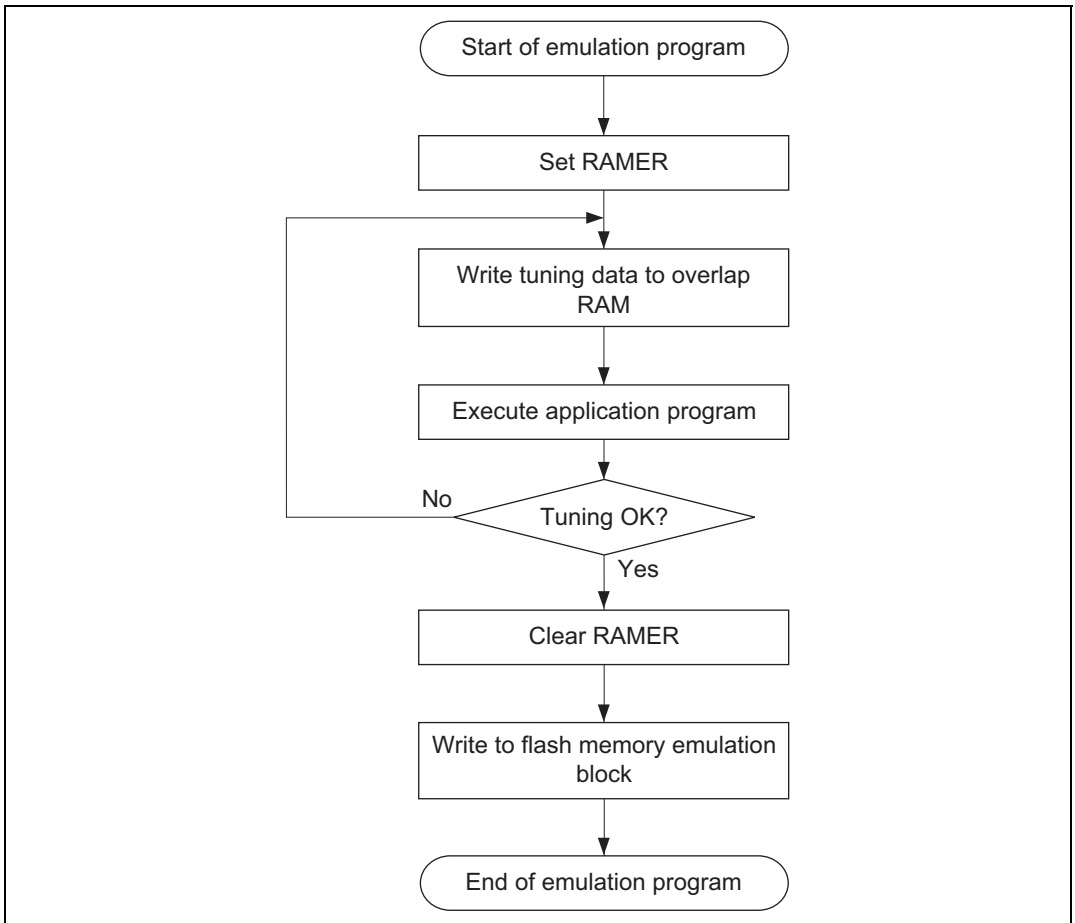 Start of emulation program
Set RAMER
Write tuning data to overlap
RAM
Execute application program
No
Tuning OK?
Yes
Clear RAMER
Write to flash memory emulation
block
End of emulation program